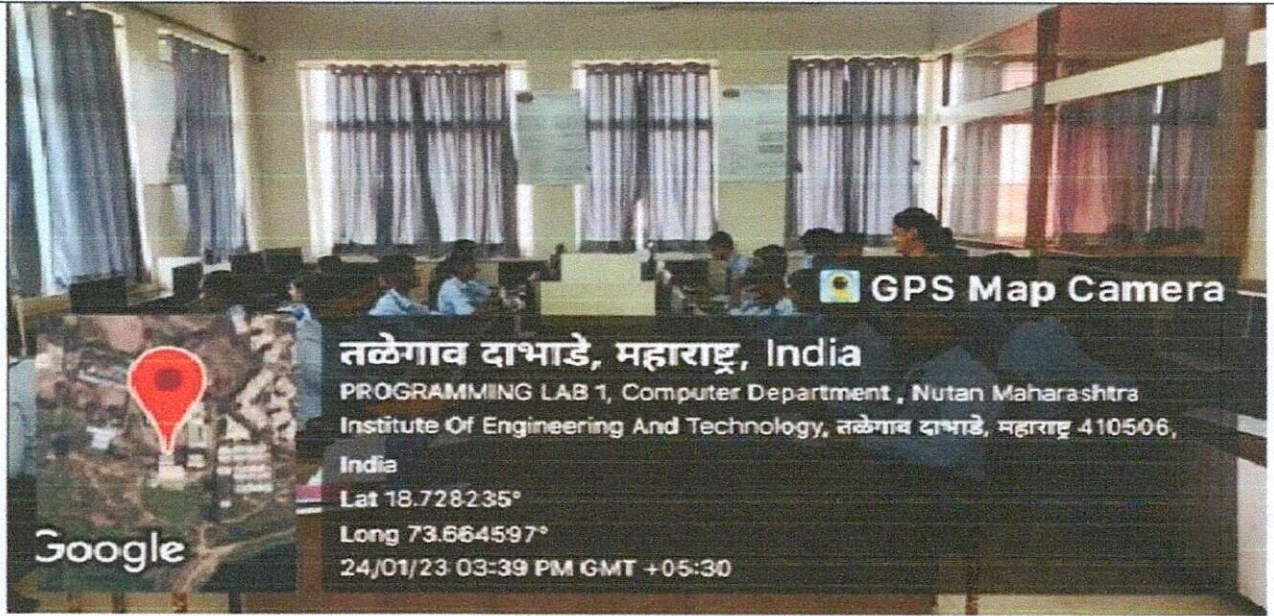 GPS Map Camera
तळेगाव दाभाडे, महाराष्ट्र, India
PROGRAMMING LAB 1, Computer Department , Nutan Maharashtra
Institute Of Engineering And Technology, तळेगाव दाभाडे, महाराष्ट्र 410506,
India
Lat 18.728235°
Long 73.664597°
24/01/23 03:39 PM GMT +05:30
Google